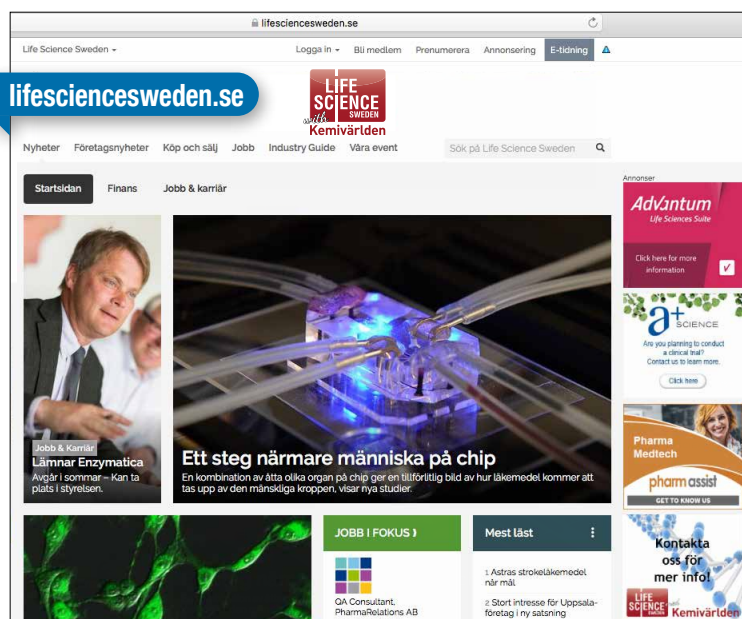 lifesciencesweden.se
Life Science Sweden
Logga in
Bli medlem
Prenumerera
Annonsering
E-tidning
lifesciencesweden.se
LIFE
SCIENCE
SWEDEN
with
Kemivärlden
Nyheter
Företagsnyheter
Köp och sälj
Jobb
Industry Guide
Våra event
Sök på Life Science Sweden
Startsidan
Finans
Jobb & karriär
Jobb & Karriär
Lämnar Enzymatica
Avgår i sommar – Kan ta
plats i styrelsen.
Ett steg närmare människa på chip
En kombination av åtta olika organ på chip ger en tillförlitlig bild av hur läkemedel kommer att
tas upp av den mänskliga kroppen, visar nya studier.
JOBB I FOKUS
QA Consultant,
PharmaRelations AB
Mest läst
1 Astras strokeläkemedel
når mål
2 Stort intresse för Uppsala-
företag i ny satsning
Annonser
Advantum
Life Sciences Suite
Click here for more
information
a+
SCIENCE
Are you planning to conduct
a clinical trial?
Contact us to learn more.
Click here
Pharma
Medtech
pharm assist
GET TO KNOW US
Kontakta
oss för
mer info!
LIFE
SCIENCE
SWEDEN
with
Kemivärlden